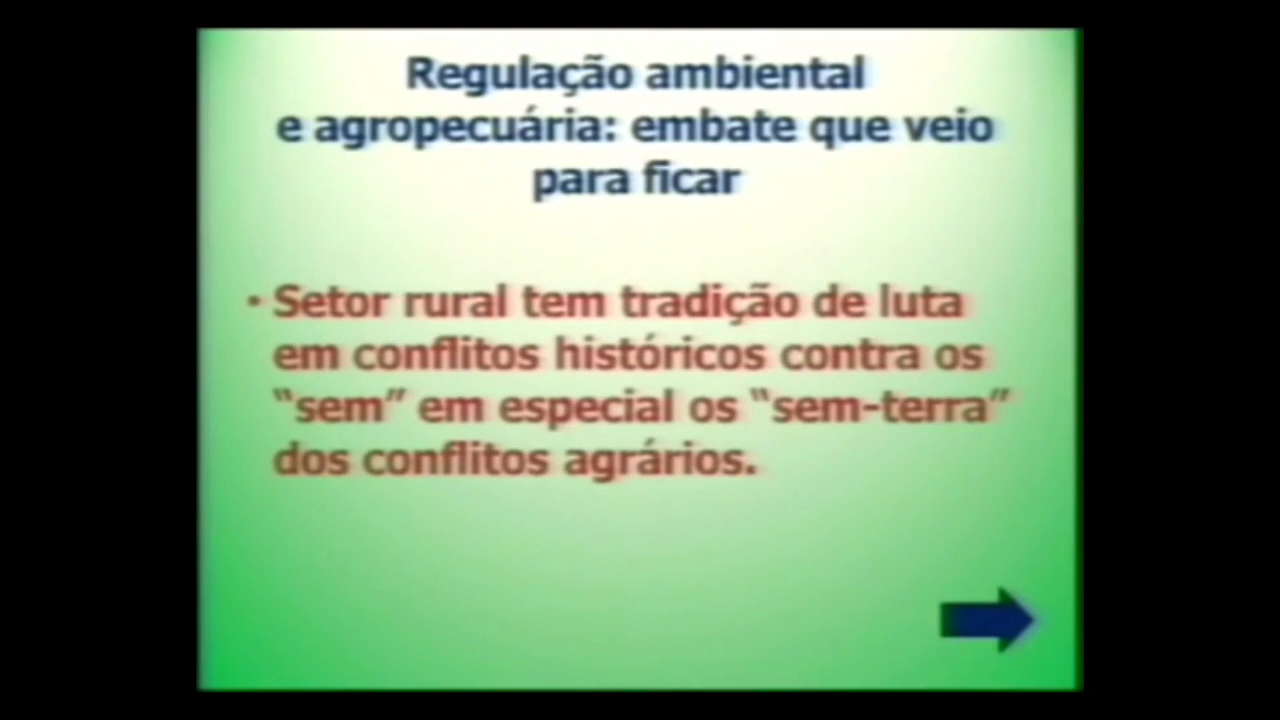 Regulação ambiental
e agropecuária: embate que veio
para ficar
• Setor rural tem tradição de luta
em conflitos históricos contra os
“sem” em especial os “sem-terra”
dos conflitos agrários.